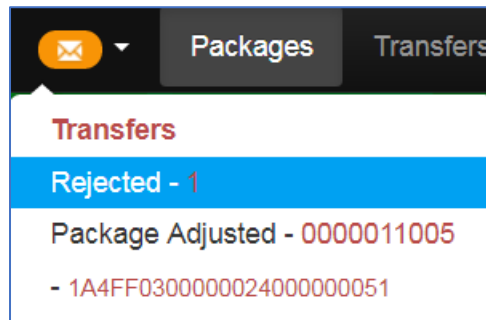 Packages Transfers
Transfers
Rejected - 1
Package Adjusted - 0000011005
- 1A4FF0300000024000000051